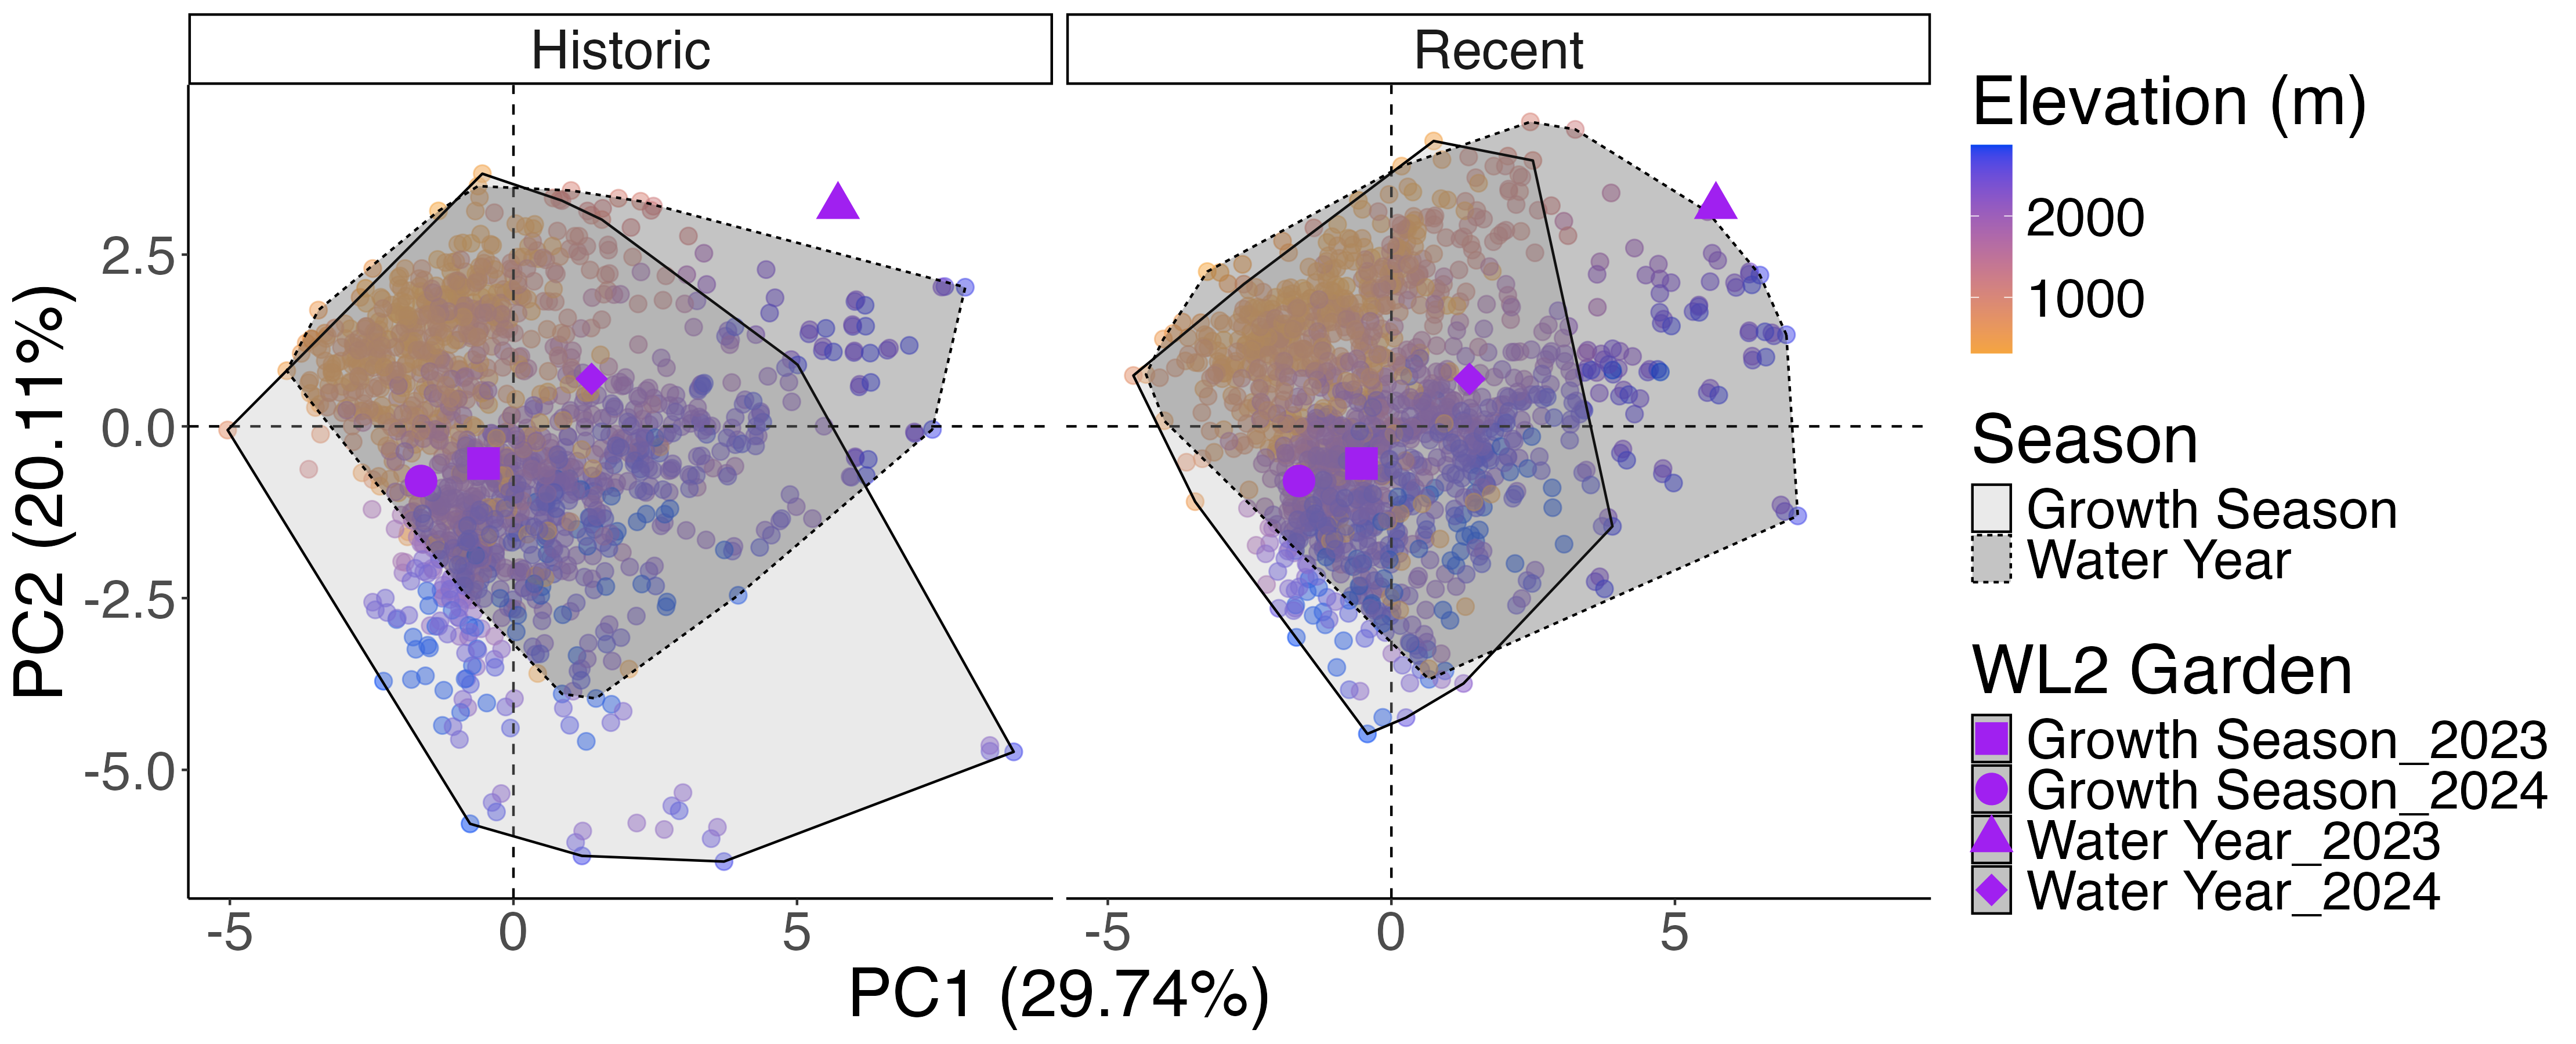 Historic
Recent
PC2 (20.11%)
2.5
0.0
-2.5
-5.0
-5
0
5
-5
0
5
PC1 (29.74%)
Elevation (m)
2000
1000
Season
Growth Season
Water Year
WL2 Garden
Growth Season_2023
Growth Season_2024
Water Year_2023
Water Year_2024